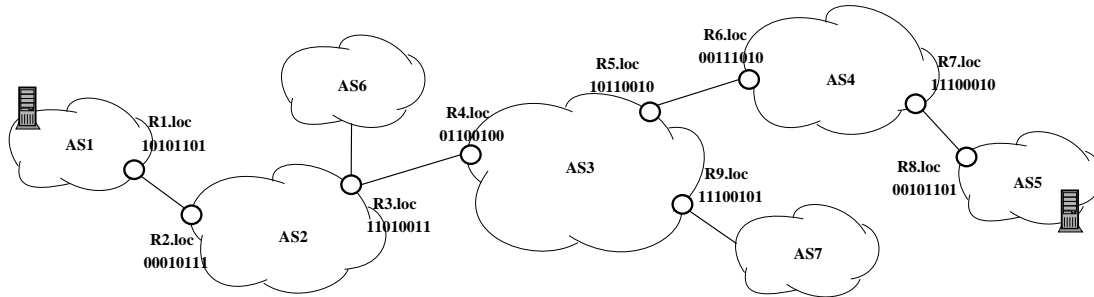 R6.loc
00111010
AS4
R7.loc
11100010
R5.loc
10110010
AS6
R4.loc
01100100
R1.loc
10101101
AS1
AS3
R8.loc
00101101
AS5
R9.loc
11100101
R3.loc
11010011
AS2
R2.loc
00010111
AS7